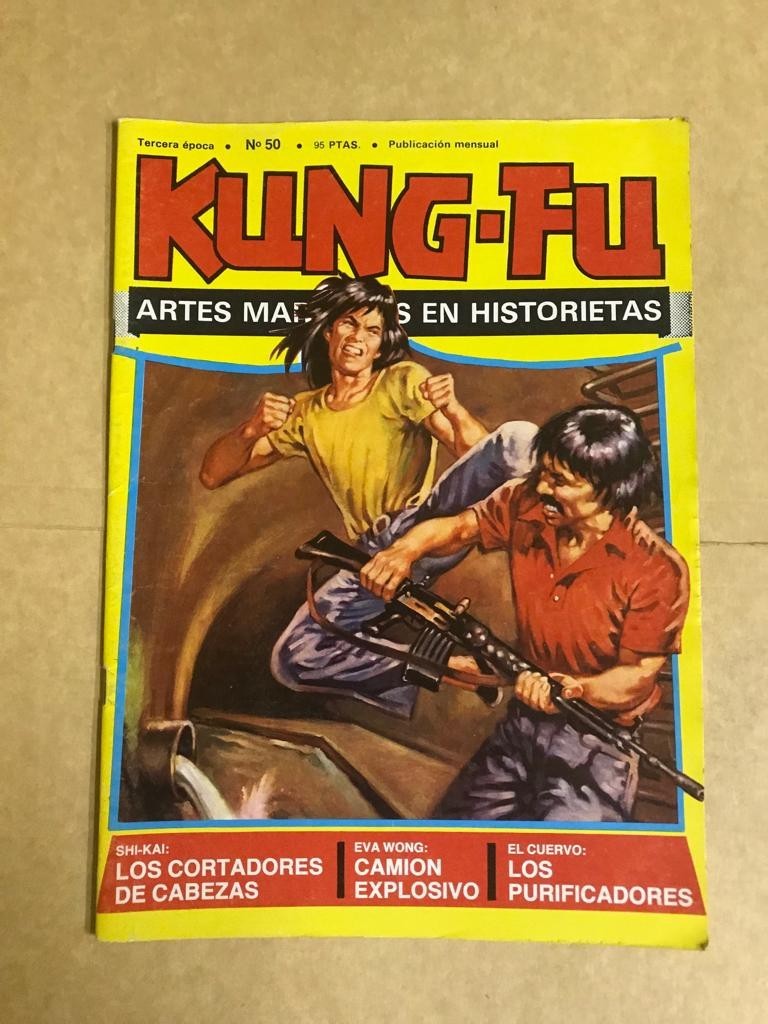 Tercera época • Nº 50 • 95 PTAS. • Publicación mensual
KUNG-FU
ARTES MAR S EN HISTORIETAS
SHI-KAI:
LOS CORTADORES
DE CABEZAS
EVA WONG:
CAMION
EXPLOSIVO
EL CUERVO:
LOS
PURIFICADORES